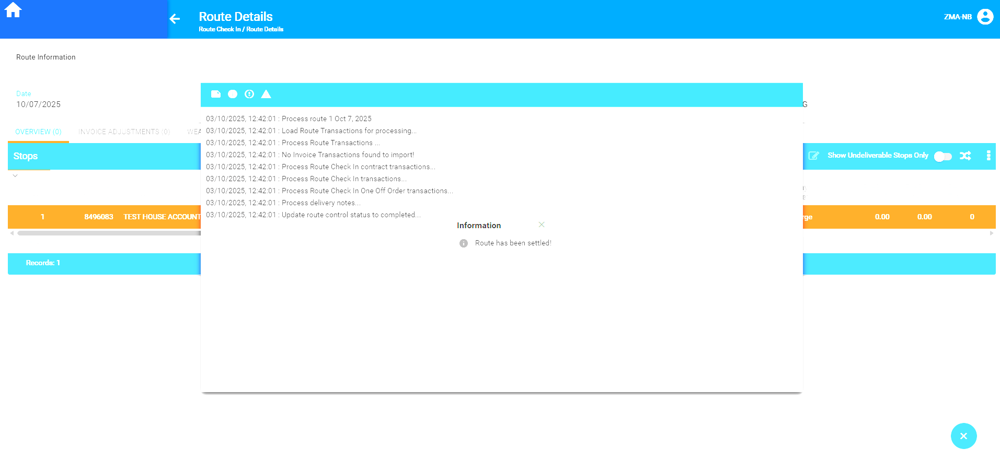 Route Details
Route Check In / Route Details
ZMA-NB
Route Information
Date
10/07/2025
G
OVERVIEW (0) INVOICE ADJUSTMENTS (0) WEA
Stops
Show Undeliverable Stops Only
03/10/2025, 12:42:01 : Process route 1 Oct 7, 2025
03/10/2025, 12:42:01 : Load Route Transactions for processing...
03/10/2025, 12:42:01 : Process Route Transactions ...
03/10/2025, 12:42:01 : No Invoice Transactions found to import!
03/10/2025, 12:42:01 : Process Route Check In contract transactions...
03/10/2025, 12:42:01 : Process Route Check In transactions...
03/10/2025, 12:42:01 : Process Route Check In One Off Order transactions...
03/10/2025, 12:42:01 : Process delivery notes...
03/10/2025, 12:42:01 : Update route control status to completed...
1 8496083 TEST HOUSE ACCOUNT rge 0.00 0.00 0
Information
Route has been settled!
Records: 1